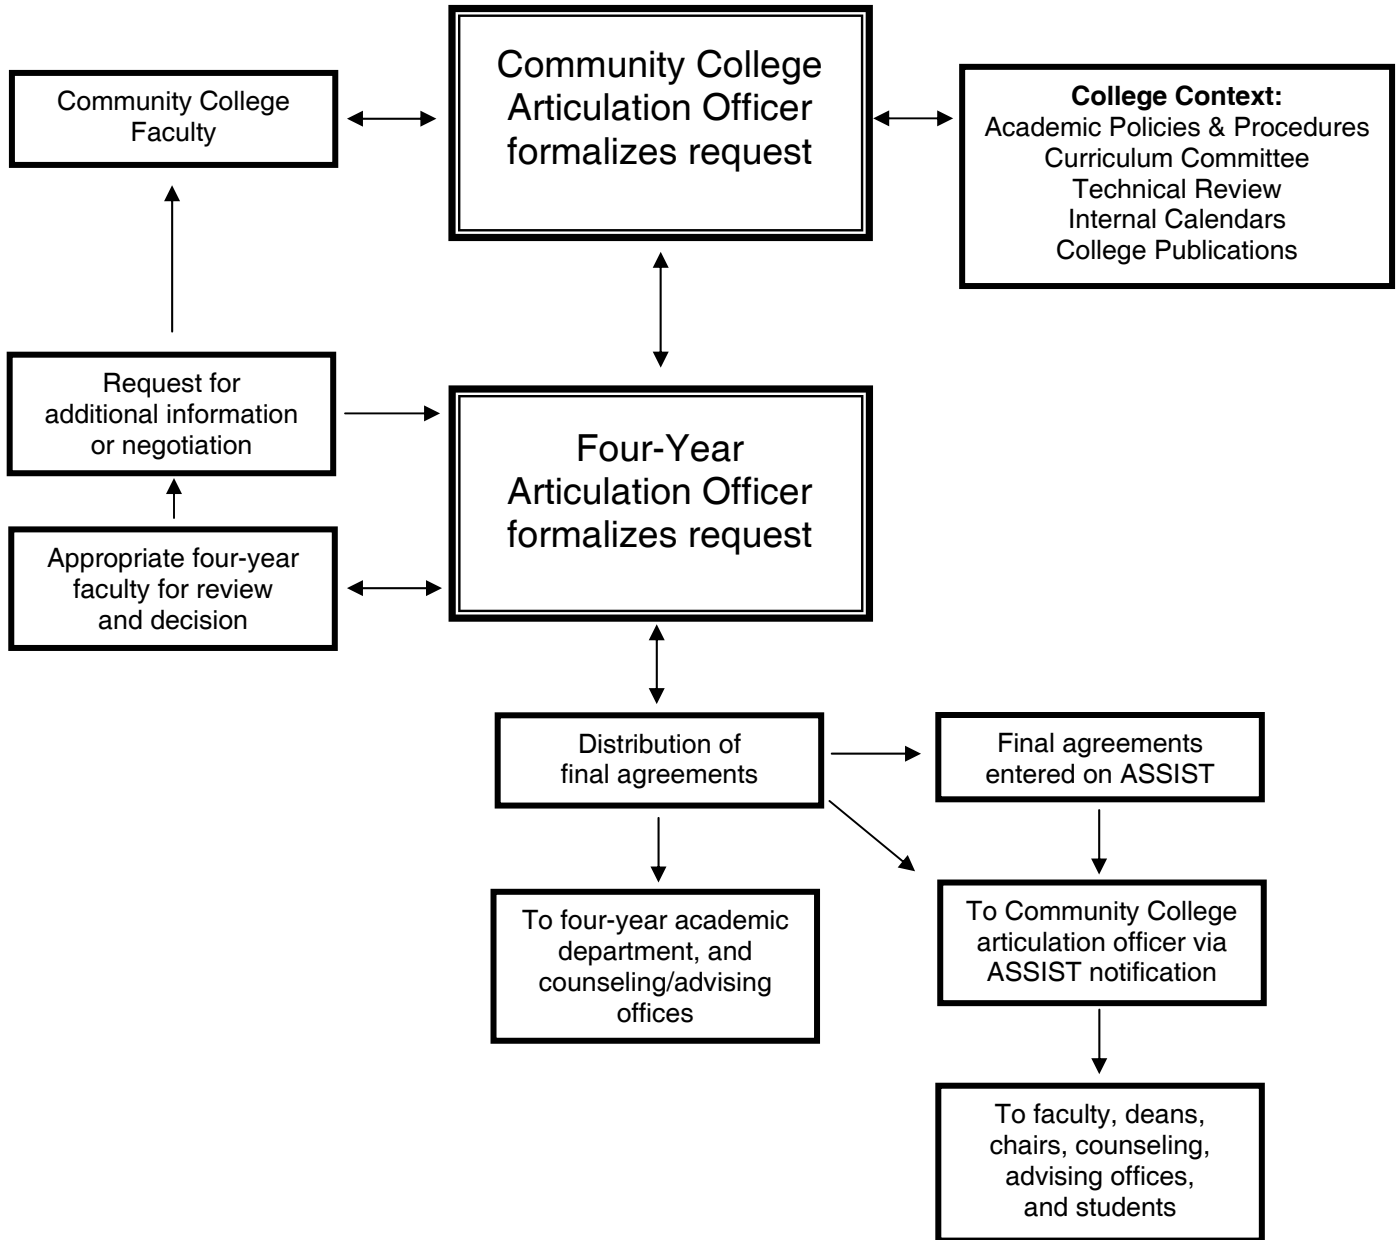 Community College
Articulation Officer
formalizes request
Community College
Faculty
College Context:
Academic Policies & Procedures
Curriculum Committee
Technical Review
Internal Calendars
College Publications
Request for
additional information
or negotiation
Four-Year
Articulation Officer
formalizes request
Appropriate four-year
faculty for review
and decision
Distribution of
final agreements
Final agreements
entered on ASSIST
To four-year academic
department, and
counseling/advising
offices
To Community College
articulation officer via
ASSIST notification
To faculty, deans,
chairs, counseling,
advising offices,
and students